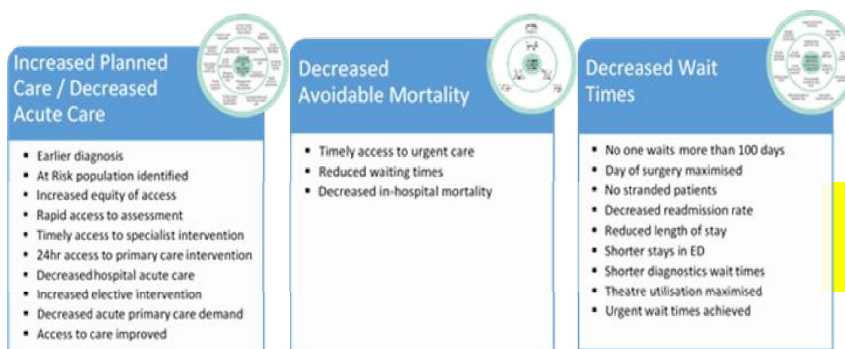 Increased Planned
Care / Decreased
Acute Care
▪ Earlier diagnosis
▪ At Risk population identified
▪ Increased equity of access
▪ Rapid access to assessment
▪ Timely access to specialist intervention
▪ 24hr access to primary care intervention
▪ Decreased hospital acute care
▪ Increased elective intervention
▪ Decreased acute primary care demand
▪ Access to care improved
Decreased
Avoidable Mortality
▪ Timely access to urgent care
▪ Reduced waiting times
▪ Decreased in-hospital mortality
Decreased Wait
Times
▪ No one waits more than 100 days
▪ Day of surgery maximised
▪ No stranded patients
▪ Decreased readmission rate
▪ Reduced length of stay
▪ Shorter stays in ED
▪ Shorter diagnostics wait times
▪ Theatre utilisation maximised
▪ Urgent wait times achieved